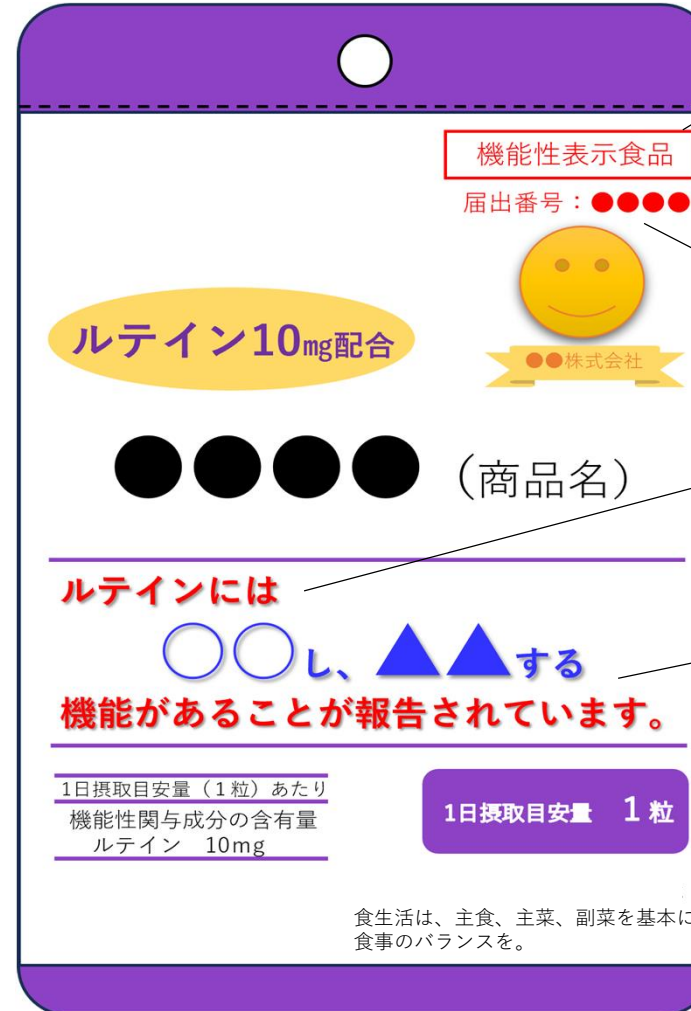 機能性表示食品
届出番号：●●●●
ルテイン10㎎配合
●●株式会社
●●●●（商品名）
ルテインには
○○し、▲▲する
機能があることが報告されています。
1日摂取目安量（1粒）あたり
機能性関与成分の含有量
ルテイン　10mg
1日摂取目安量　1粒
食生活は、主食、主菜、副菜を基本に
食事のバランスを。